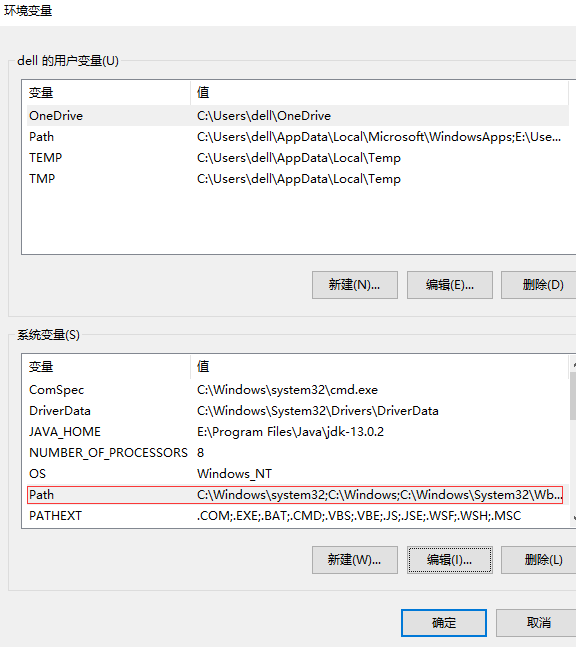 环境变量
dell 的用户变量(U)
变量 值
OneDrive C:\Users\dell\OneDrive
Path C:\Users\dell\AppData\Local\Microsoft\WindowsApps;E:\Use...
TEMP C:\Users\dell\AppData\Local\Temp
TMP C:\Users\dell\AppData\Local\Temp
新建(N)... 编辑(E)... 删除(D)
系统变量(S)
变量 值
ComSpec C:\Windows\system32\cmd.exe
DriverData C:\Windows\System32\Drivers\DriverData
JAVA_HOME E:\Program Files\Java\jdk-13.0.2
NUMBER_OF_PROCESSORS 8
OS Windows_NT
Path C:\Windows\system32;C:\Windows;C:\Windows\System32\Wb...
PATHEXT .COM;.EXE;.BAT;.CMD;.VBS;.VBE;.JS;.JSE;.WSF;.WSH;.MSC
新建(W)... 编辑(I)... 删除(L)
确定 取消